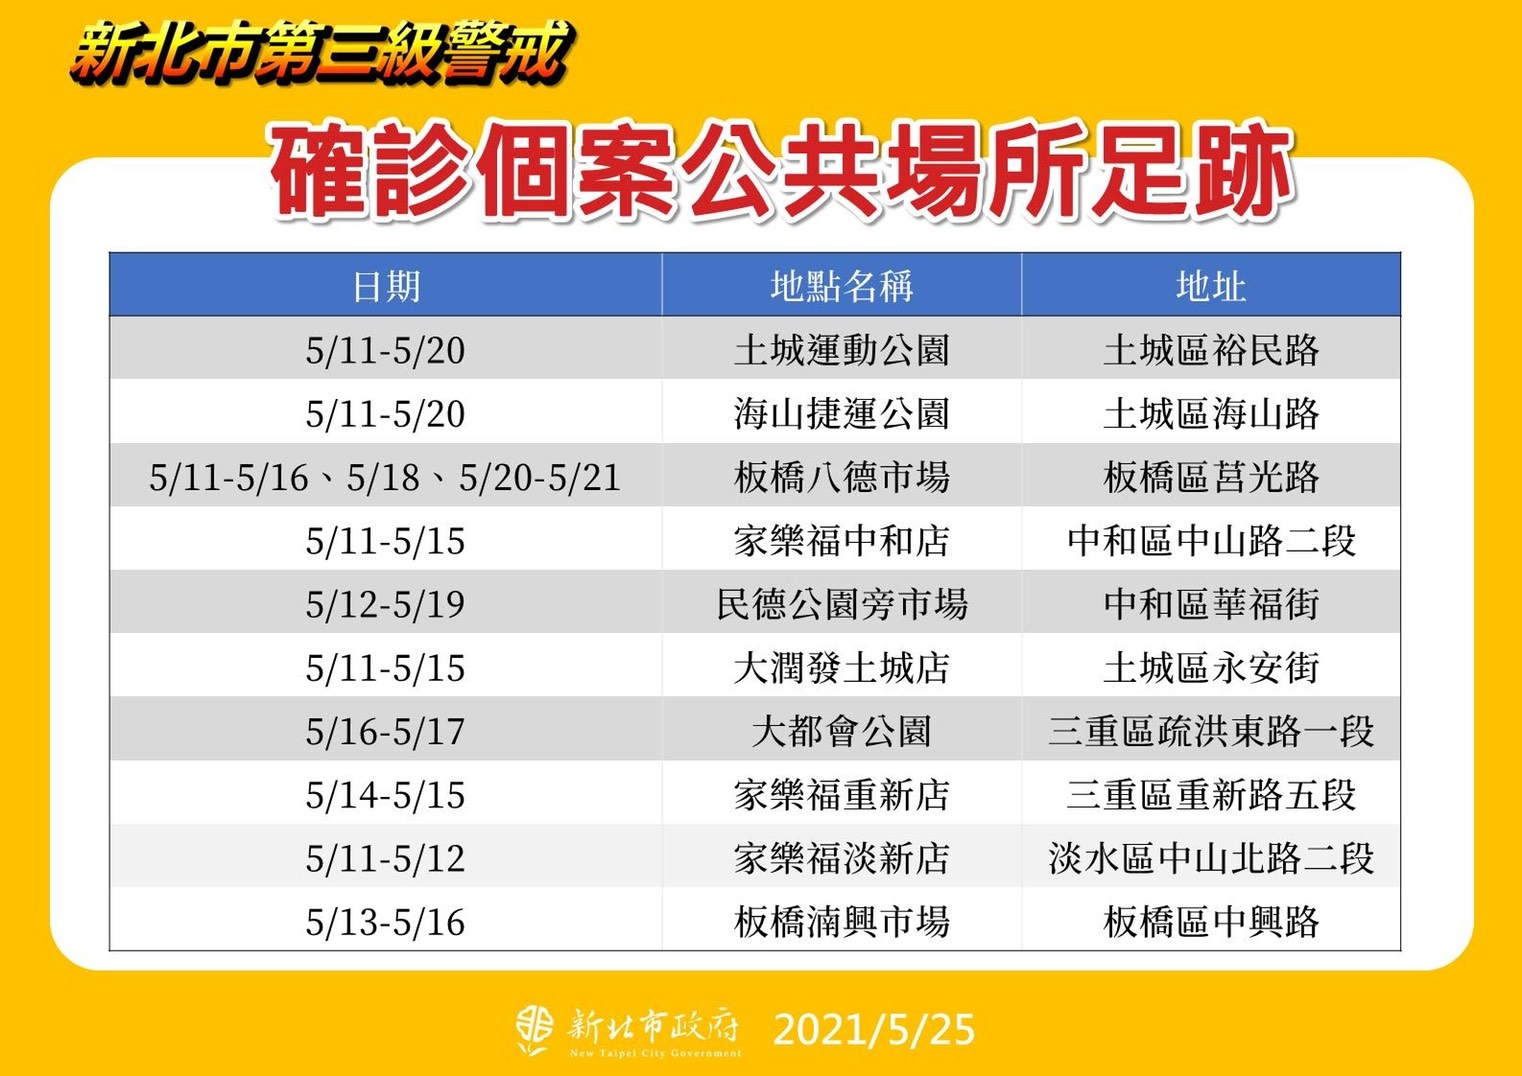 新北市第三級警戒
確診個案公共場所足跡
日期 地點名稱 地址
5/11-5/20 土城運動公園 土城區裕民路
5/11-5/20 海山捷運公園 土城區海山路
5/11-5/16、5/18、5/20-5/21 板橋八德市場 板橋區莒光路
5/11-5/15 家樂福中和店 中和區中山路二段
5/12-5/19 民德公園旁市場 中和區華福街
5/11-5/15 大潤發土城店 土城區永安街
5/16-5/17 大都會公園 三重區疏洪東路一段
5/14-5/15 家樂福重新店 三重區重新路五段
5/11-5/12 家樂福淡新店 淡水區中山北路二段
5/13-5/16 板橋湳興市場 板橋區中興路
新北市政府 2021/5/25
New Taipei City Government